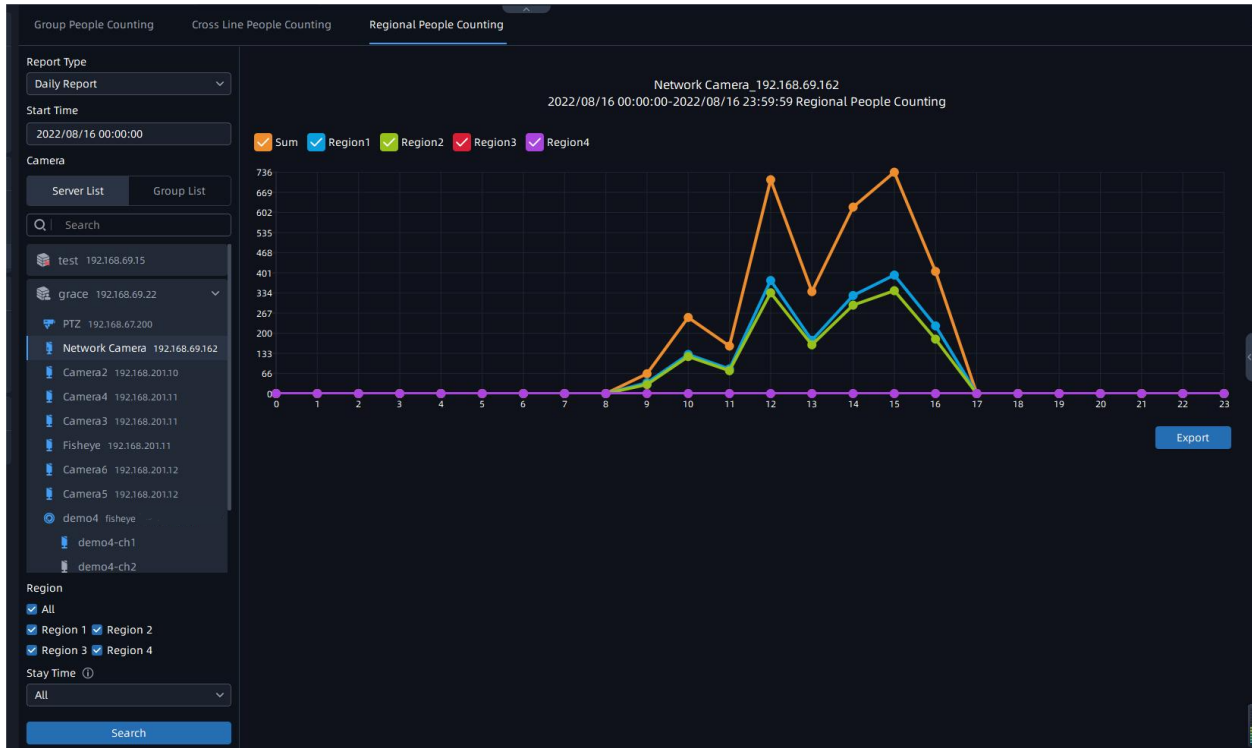 Group People Counting Cross Line People Counting Regional People Counting
Report Type
Daily Report
Start Time
2022/08/16 00:00:00
Camera
Server List Group List
Search
test 192.168.69.15
grace 192.168.69.22
PTZ 192.168.67.200
Network Camera 192.168.69.162
Camera2 192.168.201.10
Camera4 192.168.201.11
Camera3 192.168.201.11
Fisheye 192.168.201.11
Camera6 192.168.201.12
Camera5 192.168.201.12
demo4 fisheye
demo4-ch1
demo4-ch2
Region
All
Region 1 Region 2
Region 3 Region 4
Stay Time
All
Search
Network Camera_192.168.69.162
2022/08/16 00:00:00-2022/08/16 23:59:59 Regional People Counting
Sum Region1 Region2 Region3 Region4
736
669
602
535
468
401
334
267
200
133
66
0
0 1 2 3 4 5 6 7 8 9 10 11 12 13 14 15 16 17 18 19 20 21 22 23
Export